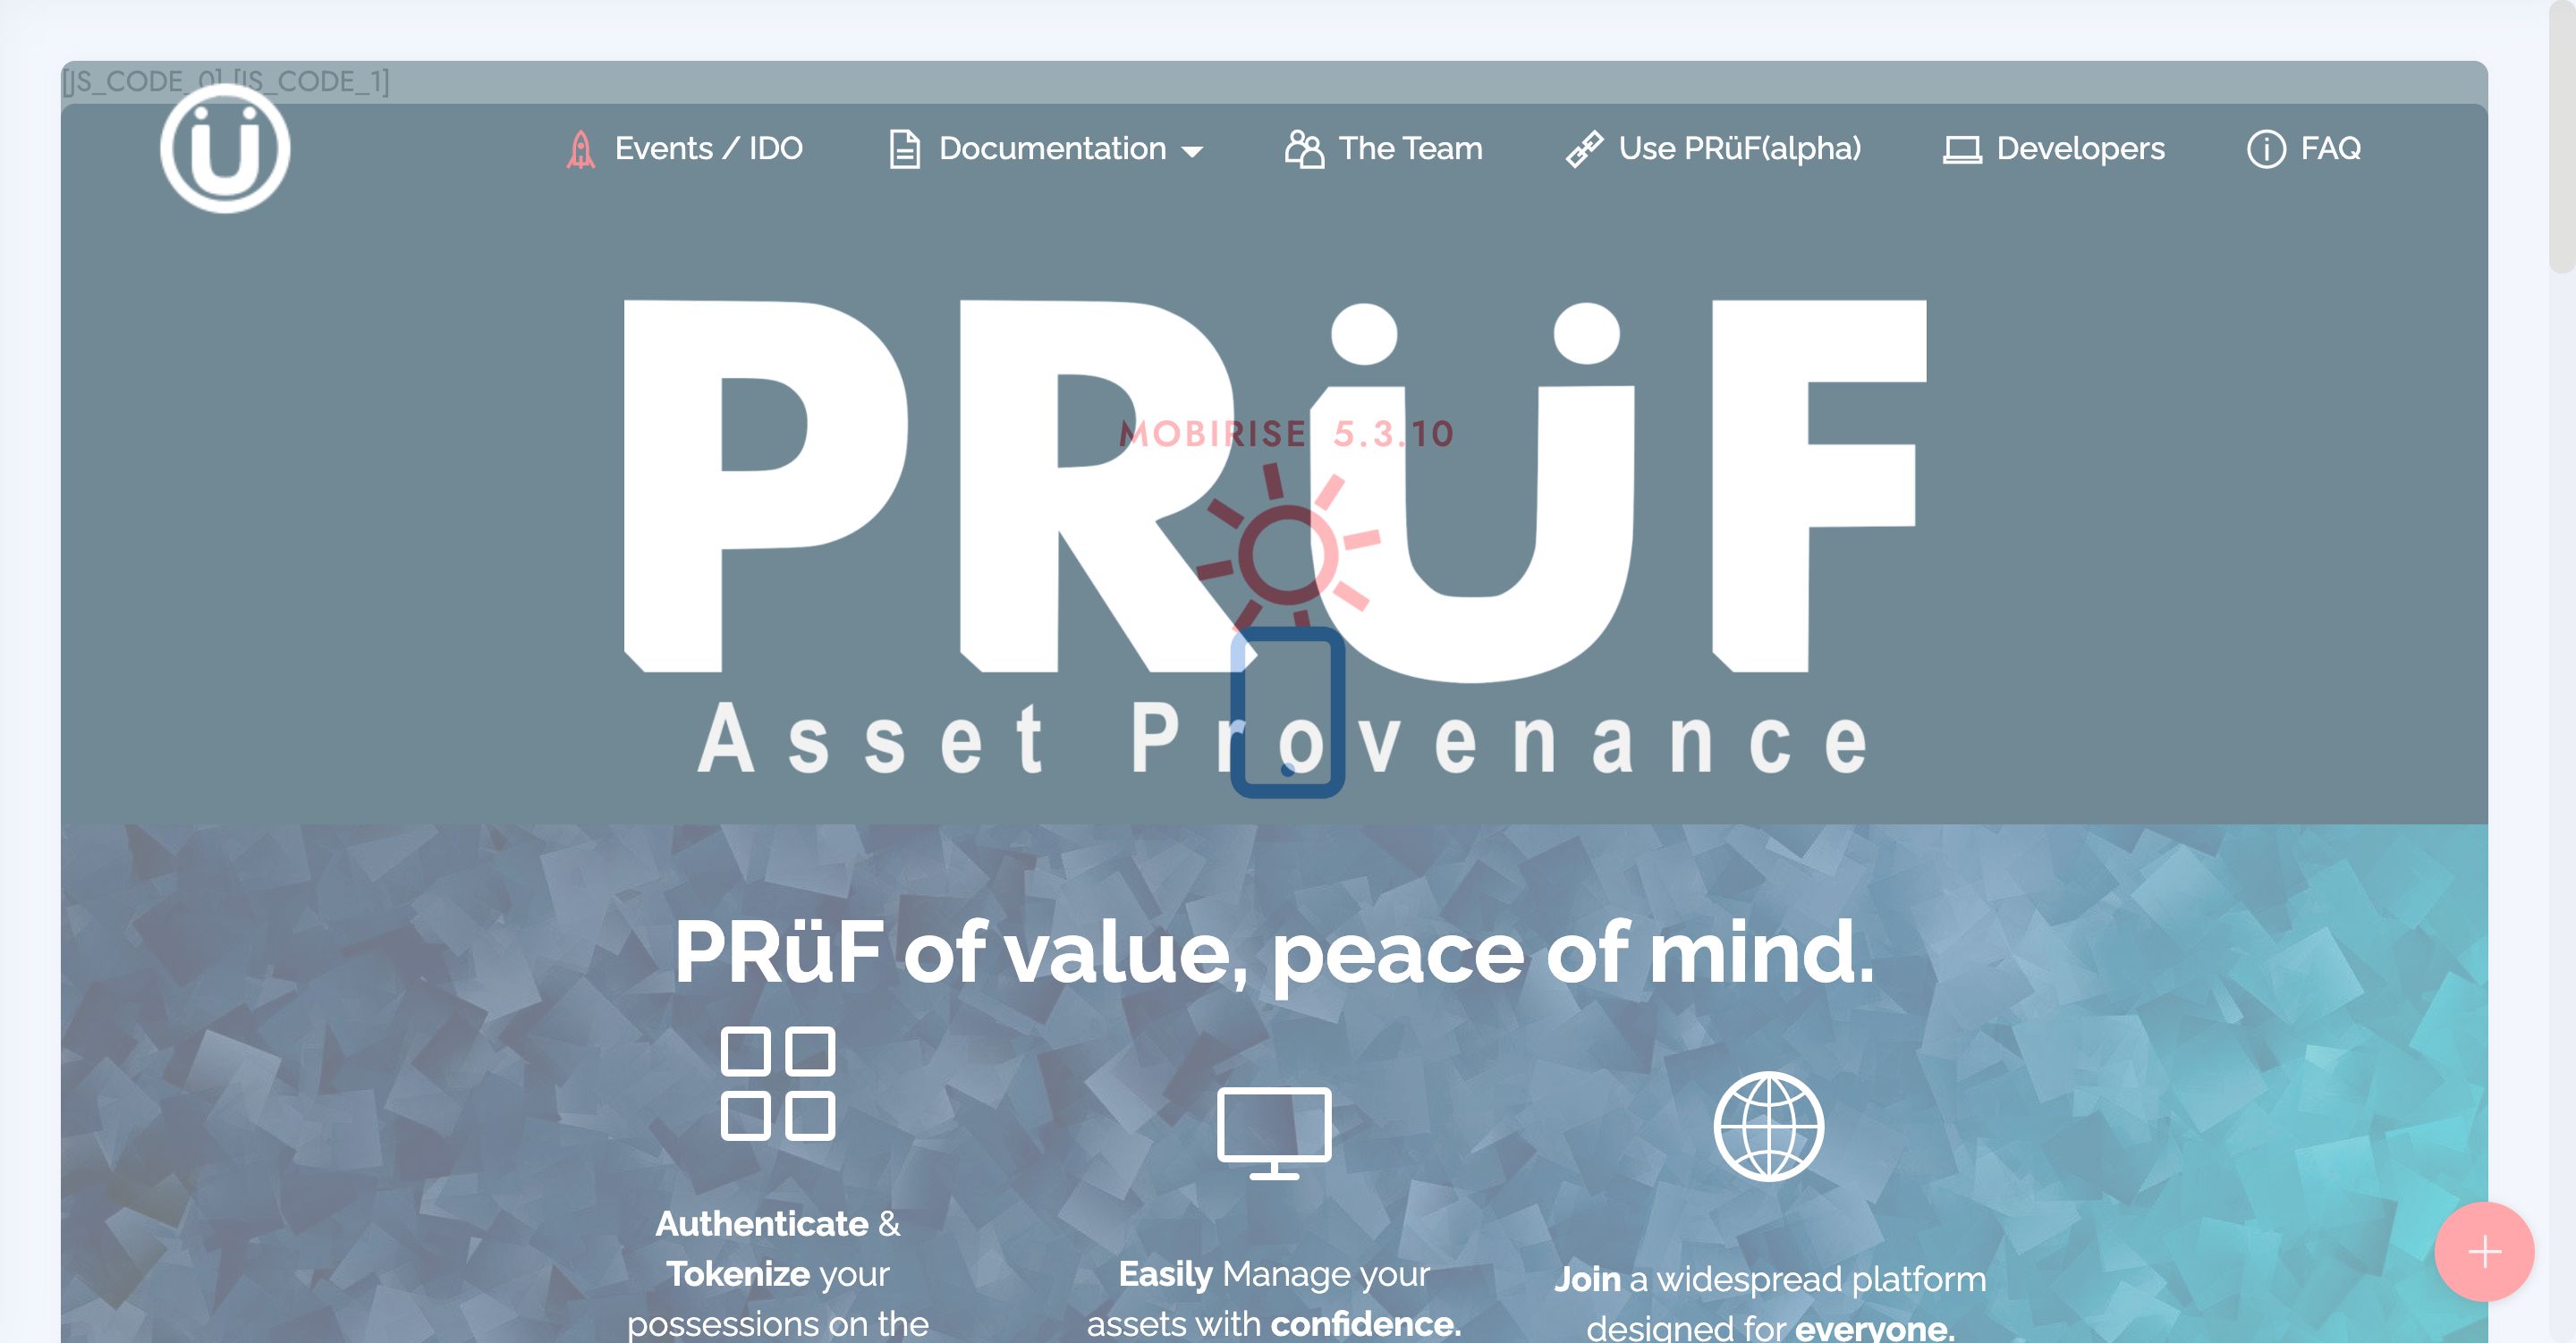 [JS_CODE_0] [JS_CODE_1]
Ü
Events / IDO
Documentation
The Team
Use PRüF(alpha)
Developers
FAQ
PRüF
MOBIRISE 5.3.10
Asset Provenance
PRüF of value, peace of mind.
Authenticate &
Tokenize your
possessions on the
Easily Manage your
assets with confidence.
Join a widespread platform
designed for everyone.